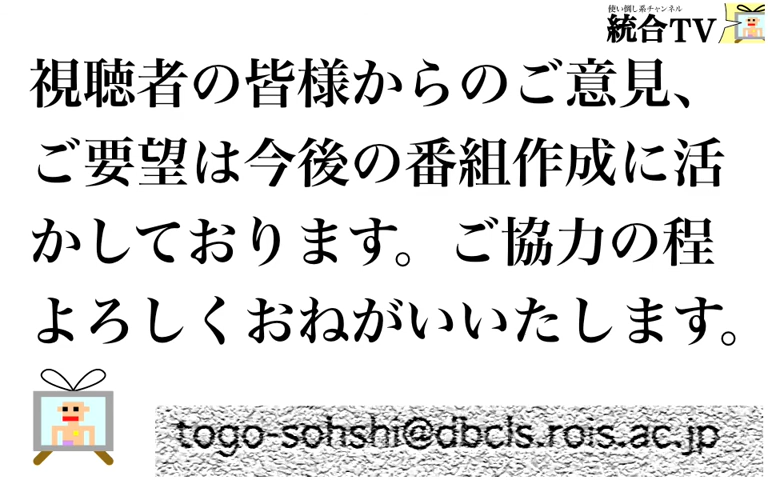 使い倒し系チャンネル
統合TV
視聴者の皆様からのご意見、
ご要望は今後の番組作成に活
かしております。ご協力の程
よろしくおねがいいたします。
togo-sohshi@dbcls.rois.ac.jp